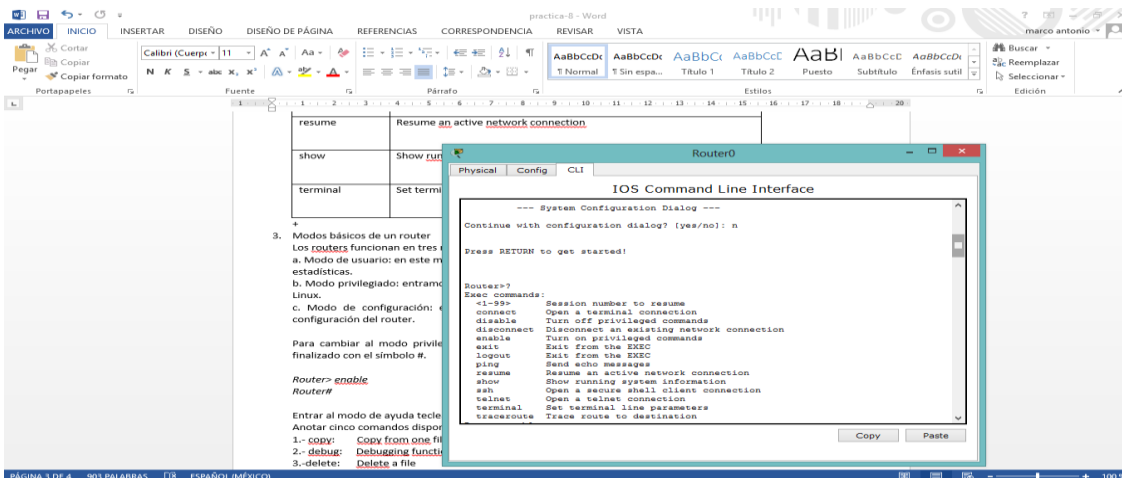 practica-8 - Word
marco antonio
ARCHIVO INICIO INSERTAR DISEÑO DISEÑO DE PÁGINA REFERENCIAS CORRESPONDENCIA REVISAR VISTA
Pegar
Cortar
Copiar
Copiar formato
Portapapeles
Calibri (Cuerpo 11
N K S abc
Fuente
Párrafo
AaBbCcDc AaBbCcDc AaBbCc AaBbCcC AaBl AaBbCcD AaBbCcDc
¶ Normal ¶ Sin espa... Título 1 Título 2 Puesto Subtítulo Énfasis sutil
Estilos
Buscar
Reemplazar
Seleccionar
Edición
resume Resume an active network connection
show Show run
terminal Set termi
3. Modos básicos de un router
Los routers funcionan en tres
a. Modo de usuario: en este m
estadísticas.
b. Modo privilegiado: entramo
Linux.
c. Modo de configuración:
configuración del router.
Para cambiar al modo privile
finalizado con el símbolo #.
Router> enable
Router#
Entrar al modo de ayuda tecle
Anotar cinco comandos dispor
1.- copy: Copy from one fil
2.- debug: Debugging functi
3.-delete: Delete a file
Router0
Physical Config CLI
IOS Command Line Interface
--- System Configuration Dialog ---
Continue with configuration dialog? [yes/no]: n
Press RETURN to get started!
Router>?
Exec commands:
<1-99> Session number to resume
connect Open a terminal connection
disable Turn off privileged commands
disconnect Disconnect an existing network connection
enable Turn on privileged commands
exit Exit from the EXEC
logout Exit from the EXEC
ping Send echo messages
resume Resume an active network connection
show Show running system information
ssh Open a secure shell client connection
telnet Open a telnet connection
terminal Set terminal line parameters
traceroute Trace route to destination
Copy Paste
PÁGINA 3 DE 4 903 PALABRAS ESPAÑOL (MÉXICO)